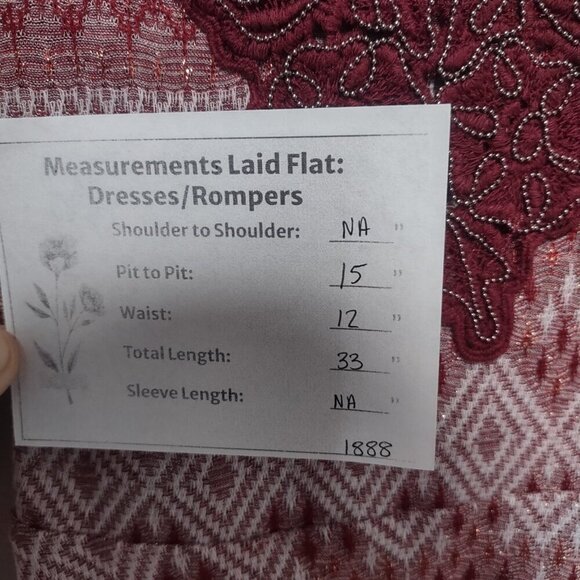 Measurements Laid Flat:
Dresses/Rompers
Shoulder to Shoulder: NA "
Pit to Pit: 15 "
Waist: 12 "
Total Length: 33 "
Sleeve Length: NA "
1888